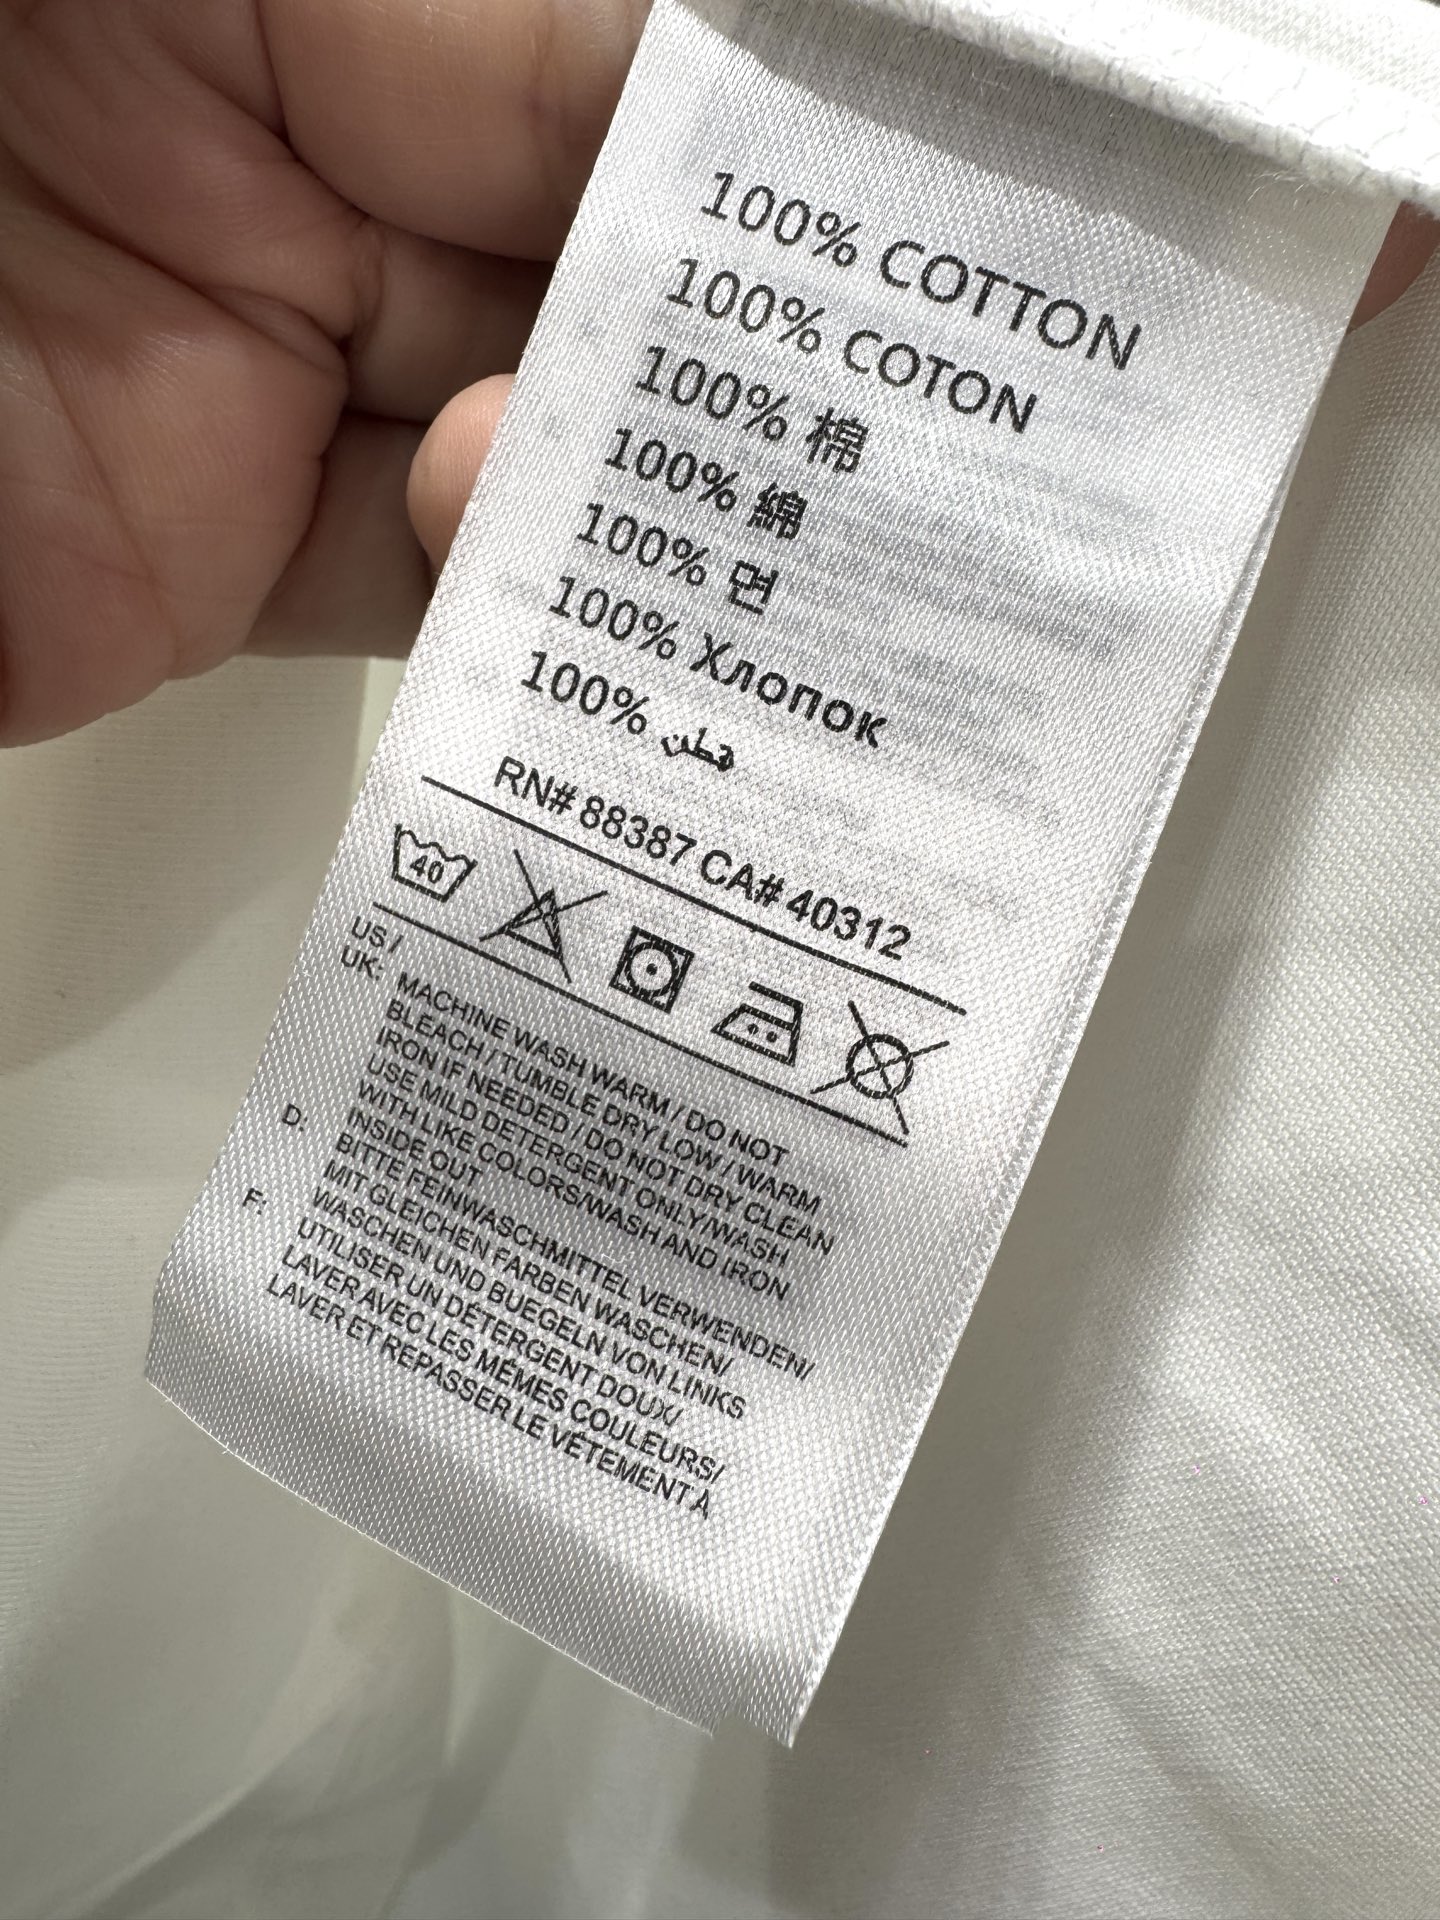 100% COTTON
100% COTON
100% 棉
100% 綿
100% 면
100% Хлопок
100% قطن
RN# 88387 CA# 40312
40
US /
UK: MACHINE WASH WARM / DO NOT
BLEACH / TUMBLE DRY LOW / WARM
IRON IF NEEDED / DO NOT DRY CLEAN
USE MILD DETERGENT ONLY/WASH
WITH LIKE COLORS/WASH AND IRON
INSIDE OUT
D: BITTE FEINWASCHMITTEL VERWENDEN/
MIT GLEICHEN FARBEN WASCHEN/
WASCHEN UND BUEGELN VON LINKS
F: UTILISER UN DÉTERGENT DOUX/
LAVER AVEC LES MÊMES COULEURS/
LAVER ET REPASSER LE VÊTEMENT À